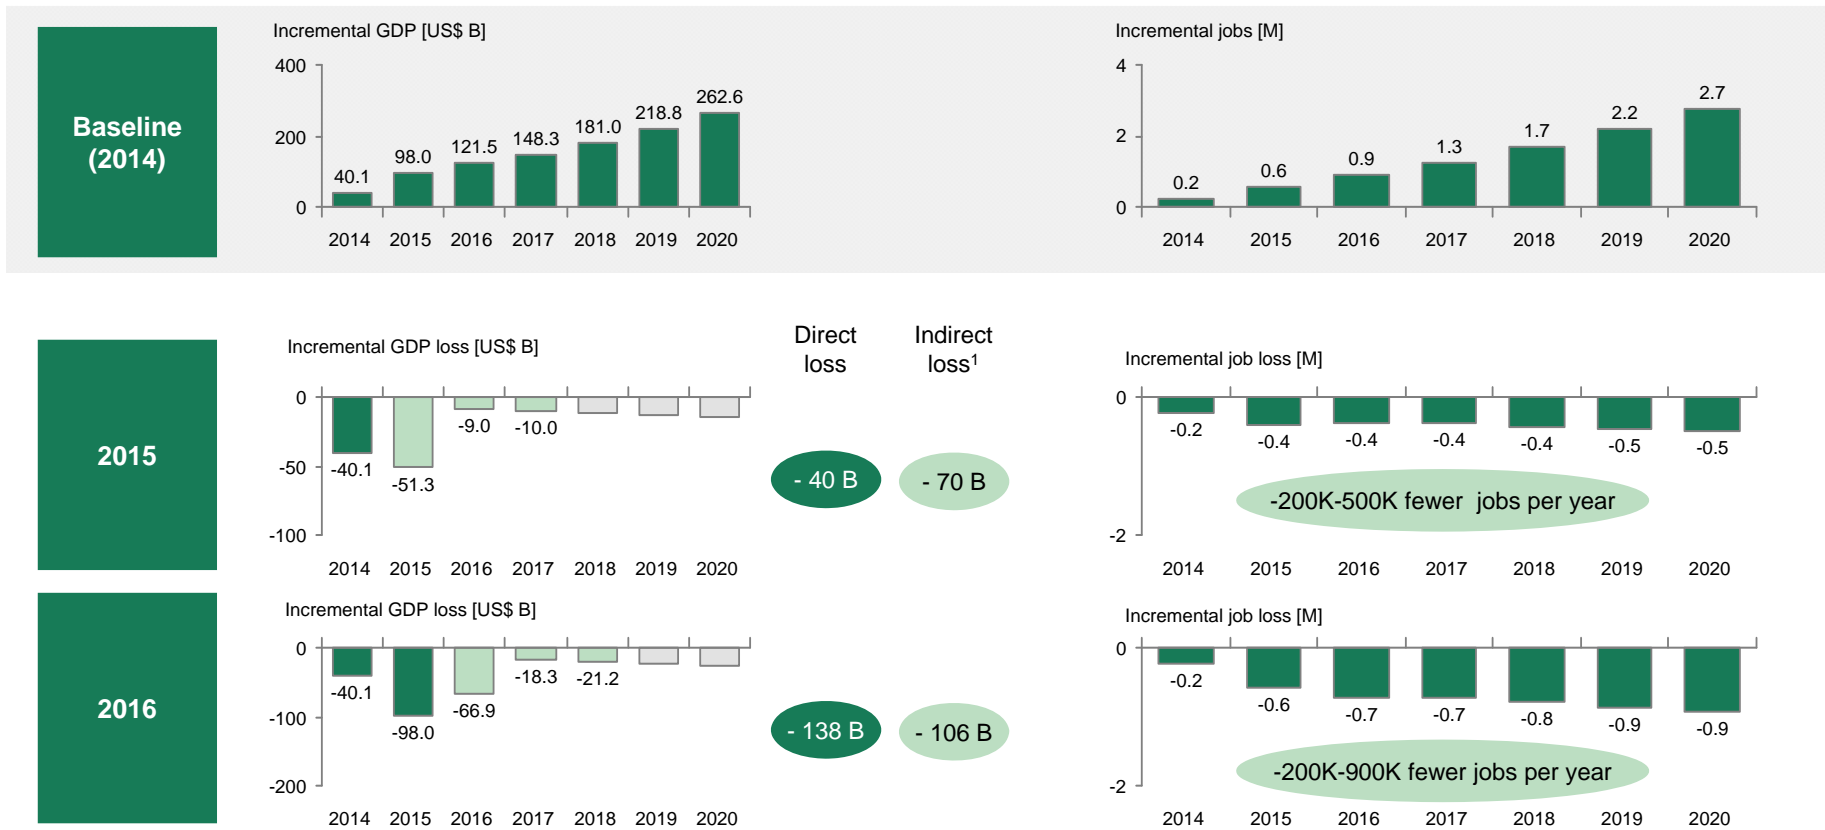 Baseline
(2014)
Incremental GDP [US$ B]
400
200
0
40.1
98.0
121.5
148.3
181.0
218.8
262.6
2014 2015 2016 2017 2018 2019 2020
Incremental jobs [M]
4
2
0
0.2
0.6
0.9
1.3
1.7
2.2
2.7
2014 2015 2016 2017 2018 2019 2020
2015
Incremental GDP loss [US$ B]
0
-50
-100
-40.1
-51.3
-9.0
-10.0
2014 2015 2016 2017 2018 2019 2020
Direct
loss
Indirect
loss¹
- 40 B
- 70 B
Incremental job loss [M]
0
-2
-0.2
-0.4
-0.4
-0.4
-0.4
-0.5
-0.5
-200K-500K fewer  jobs per year
2014 2015 2016 2017 2018 2019 2020
2016
Incremental GDP loss [US$ B]
0
-100
-200
-40.1
-98.0
-66.9
-18.3
-21.2
2014 2015 2016 2017 2018 2019 2020
- 138 B
- 106 B
Incremental job loss [M]
0
-2
-0.2
-0.6
-0.7
-0.7
-0.8
-0.9
-0.9
-200K-900K fewer jobs per year
2014 2015 2016 2017 2018 2019 2020